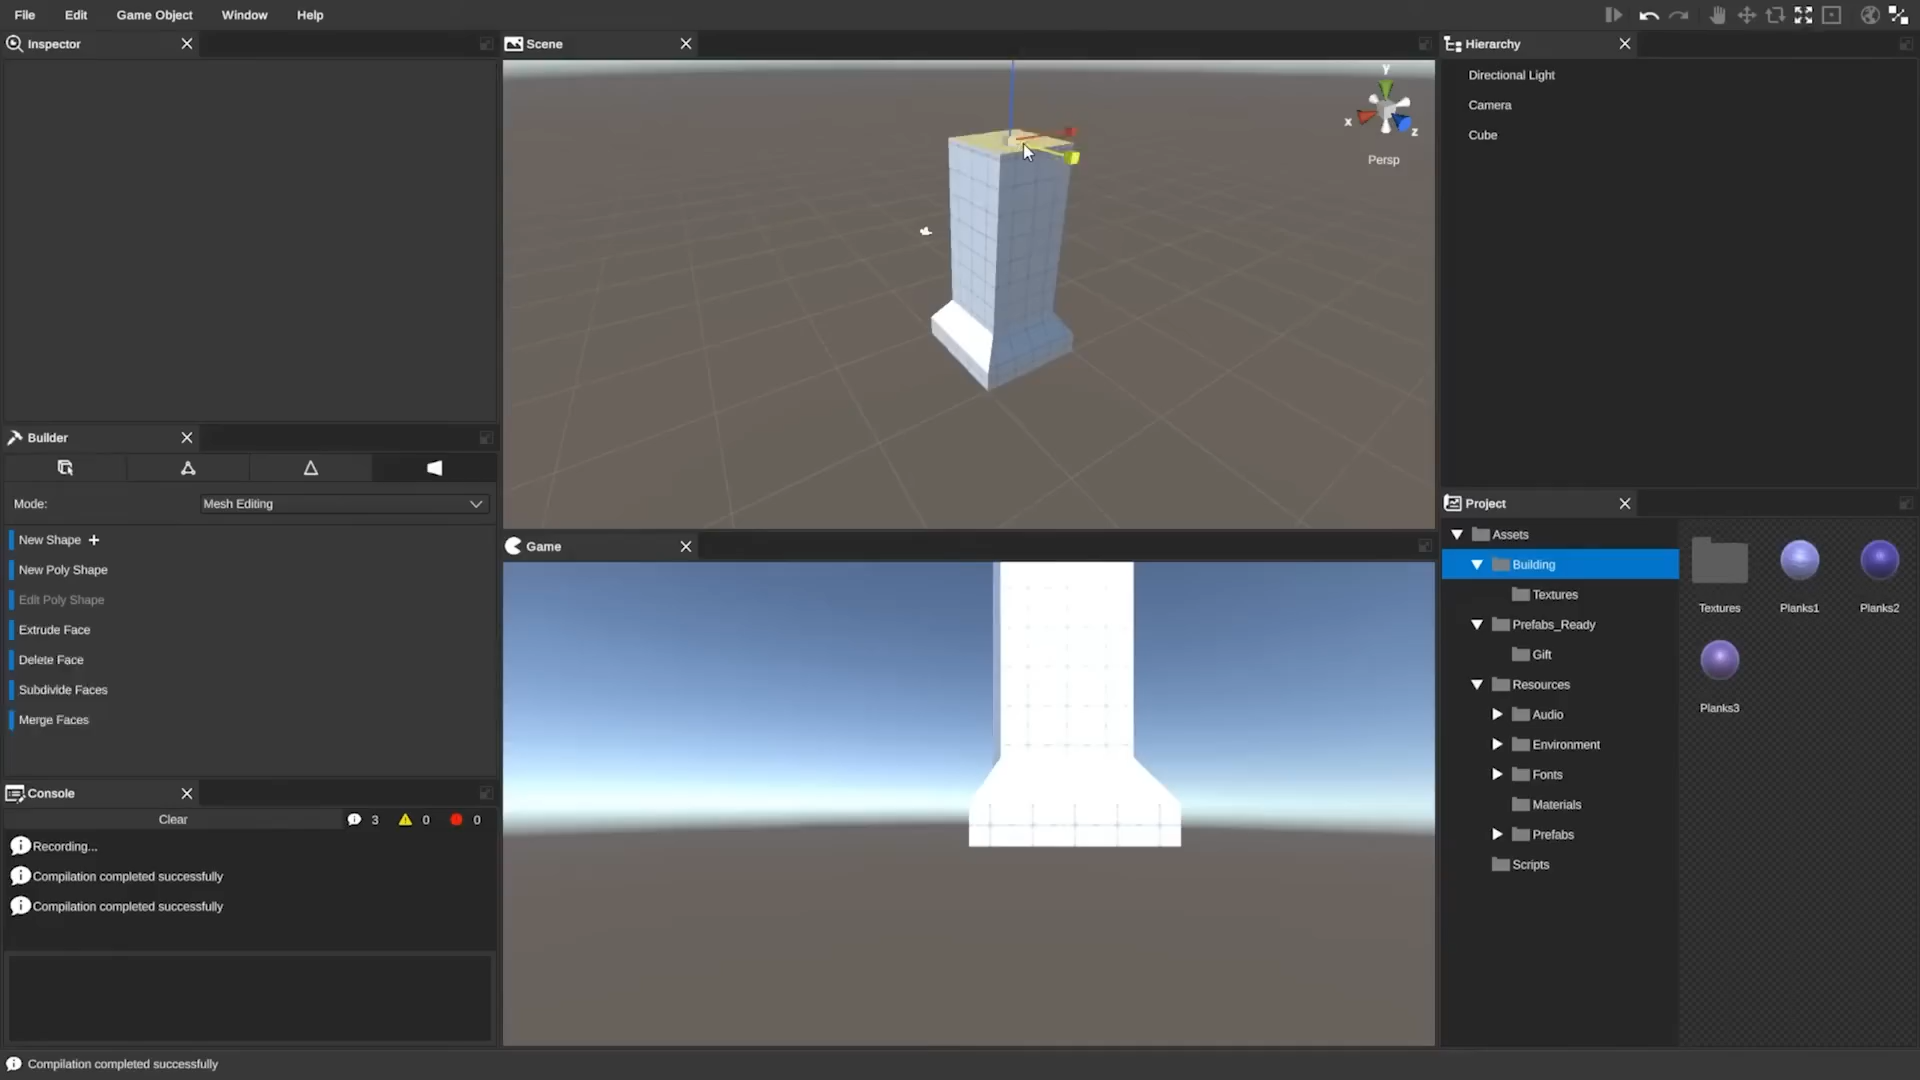 File Edit Game Object Window Help
Inspector
Scene
Hierarchy
Directional Light
Camera
Cube
y
x
z
Persp
Builder
Mode: Mesh Editing
New Shape +
New Poly Shape
Edit Poly Shape
Extrude Face
Delete Face
Subdivide Faces
Merge Faces
Game
Project
Assets
Building
Textures
Prefabs_Ready
Gift
Resources
Audio
Environment
Fonts
Materials
Prefabs
Scripts
Textures Planks1 Planks2
Planks3
Console
Clear 3 0 0
Recording...
Compilation completed successfully
Compilation completed successfully
Compilation completed successfully